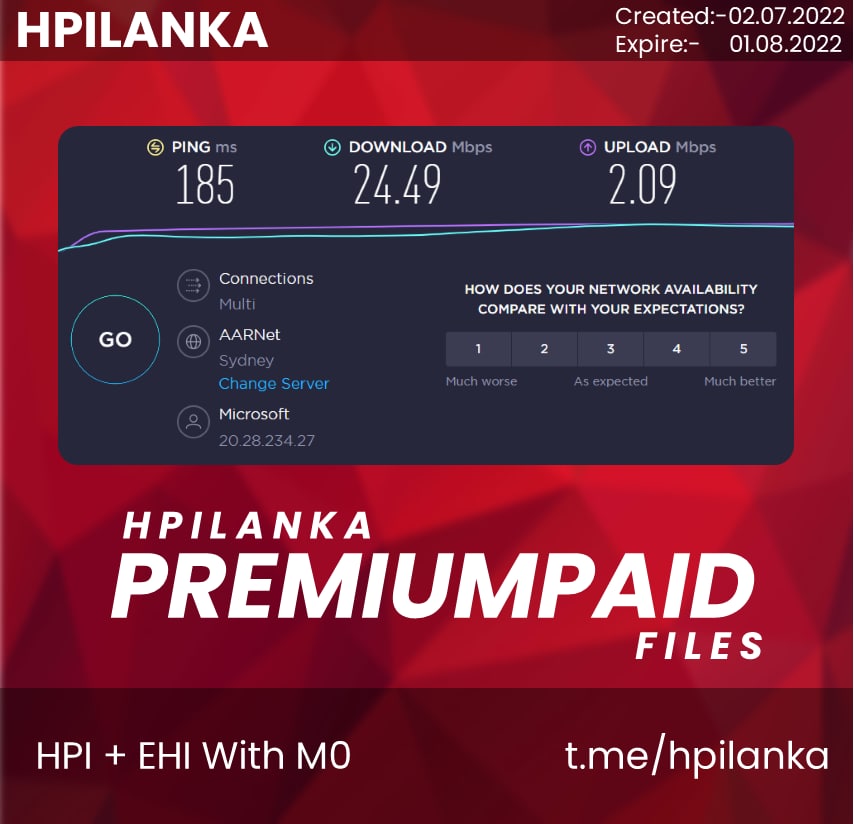 HPILANKA
Created:-02.07.2022
Expire:- 01.08.2022
PING ms
185
DOWNLOAD Mbps
24.49
UPLOAD Mbps
2.09
GO
Connections
Multi
AARNet
Sydney
Change Server
Microsoft
20.28.234.27
HOW DOES YOUR NETWORK AVAILABILITY
COMPARE WITH YOUR EXPECTATIONS?
1 2 3 4 5
Much worse As expected Much better
HPILANKA
PREMIUMPAID
FILES
HPI + EHI With M0
t.me/hpilanka